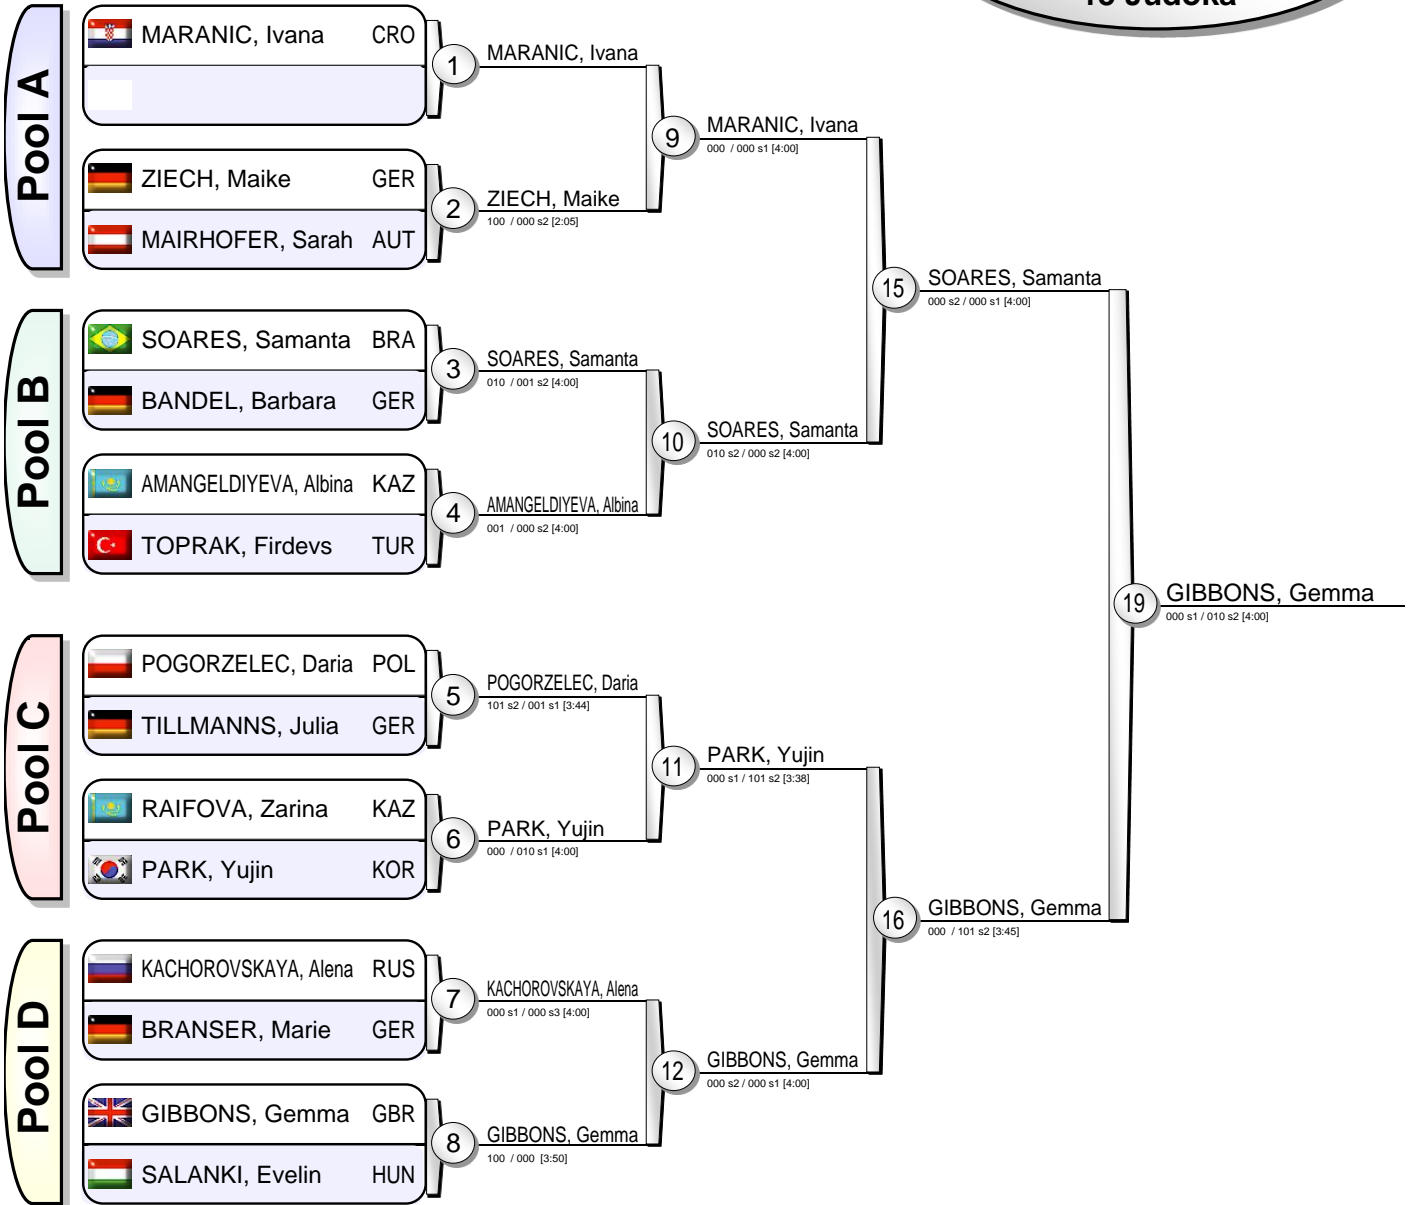 15 Judoka
Pool A
MARANIC, Ivana CRO
ZIECH, Maike GER
MAIRHOFER, Sarah AUT
1
MARANIC, Ivana
2
ZIECH, Maike
100 / 000 s2 [2:05]
9
MARANIC, Ivana
000 / 000 s1 [4:00]
Pool B
SOARES, Samanta BRA
BANDEL, Barbara GER
AMANGELDIYEVA, Albina KAZ
TOPRAK, Firdevs TUR
3
SOARES, Samanta
010 / 001 s2 [4:00]
4
AMANGELDIYEVA, Albina
001 / 000 s2 [4:00]
10
SOARES, Samanta
010 s2 / 000 s2 [4:00]
15
SOARES, Samanta
000 s2 / 000 s1 [4:00]
Pool C
POGORZELEC, Daria POL
TILLMANNS, Julia GER
RAIFOVA, Zarina KAZ
PARK, Yujin KOR
5
POGORZELEC, Daria
101 s2 / 001 s1 [3:44]
6
PARK, Yujin
000 / 010 s1 [4:00]
11
PARK, Yujin
000 s1 / 101 s2 [3:38]
Pool D
KACHOROVSKAYA, Alena RUS
BRANSER, Marie GER
GIBBONS, Gemma GBR
SALANKI, Evelin HUN
7
KACHOROVSKAYA, Alena
000 s1 / 000 s3 [4:00]
8
GIBBONS, Gemma
100 / 000 [3:50]
12
GIBBONS, Gemma
000 s2 / 000 s1 [4:00]
16
GIBBONS, Gemma
000 / 101 s2 [3:45]
19
GIBBONS, Gemma
000 s1 / 010 s2 [4:00]